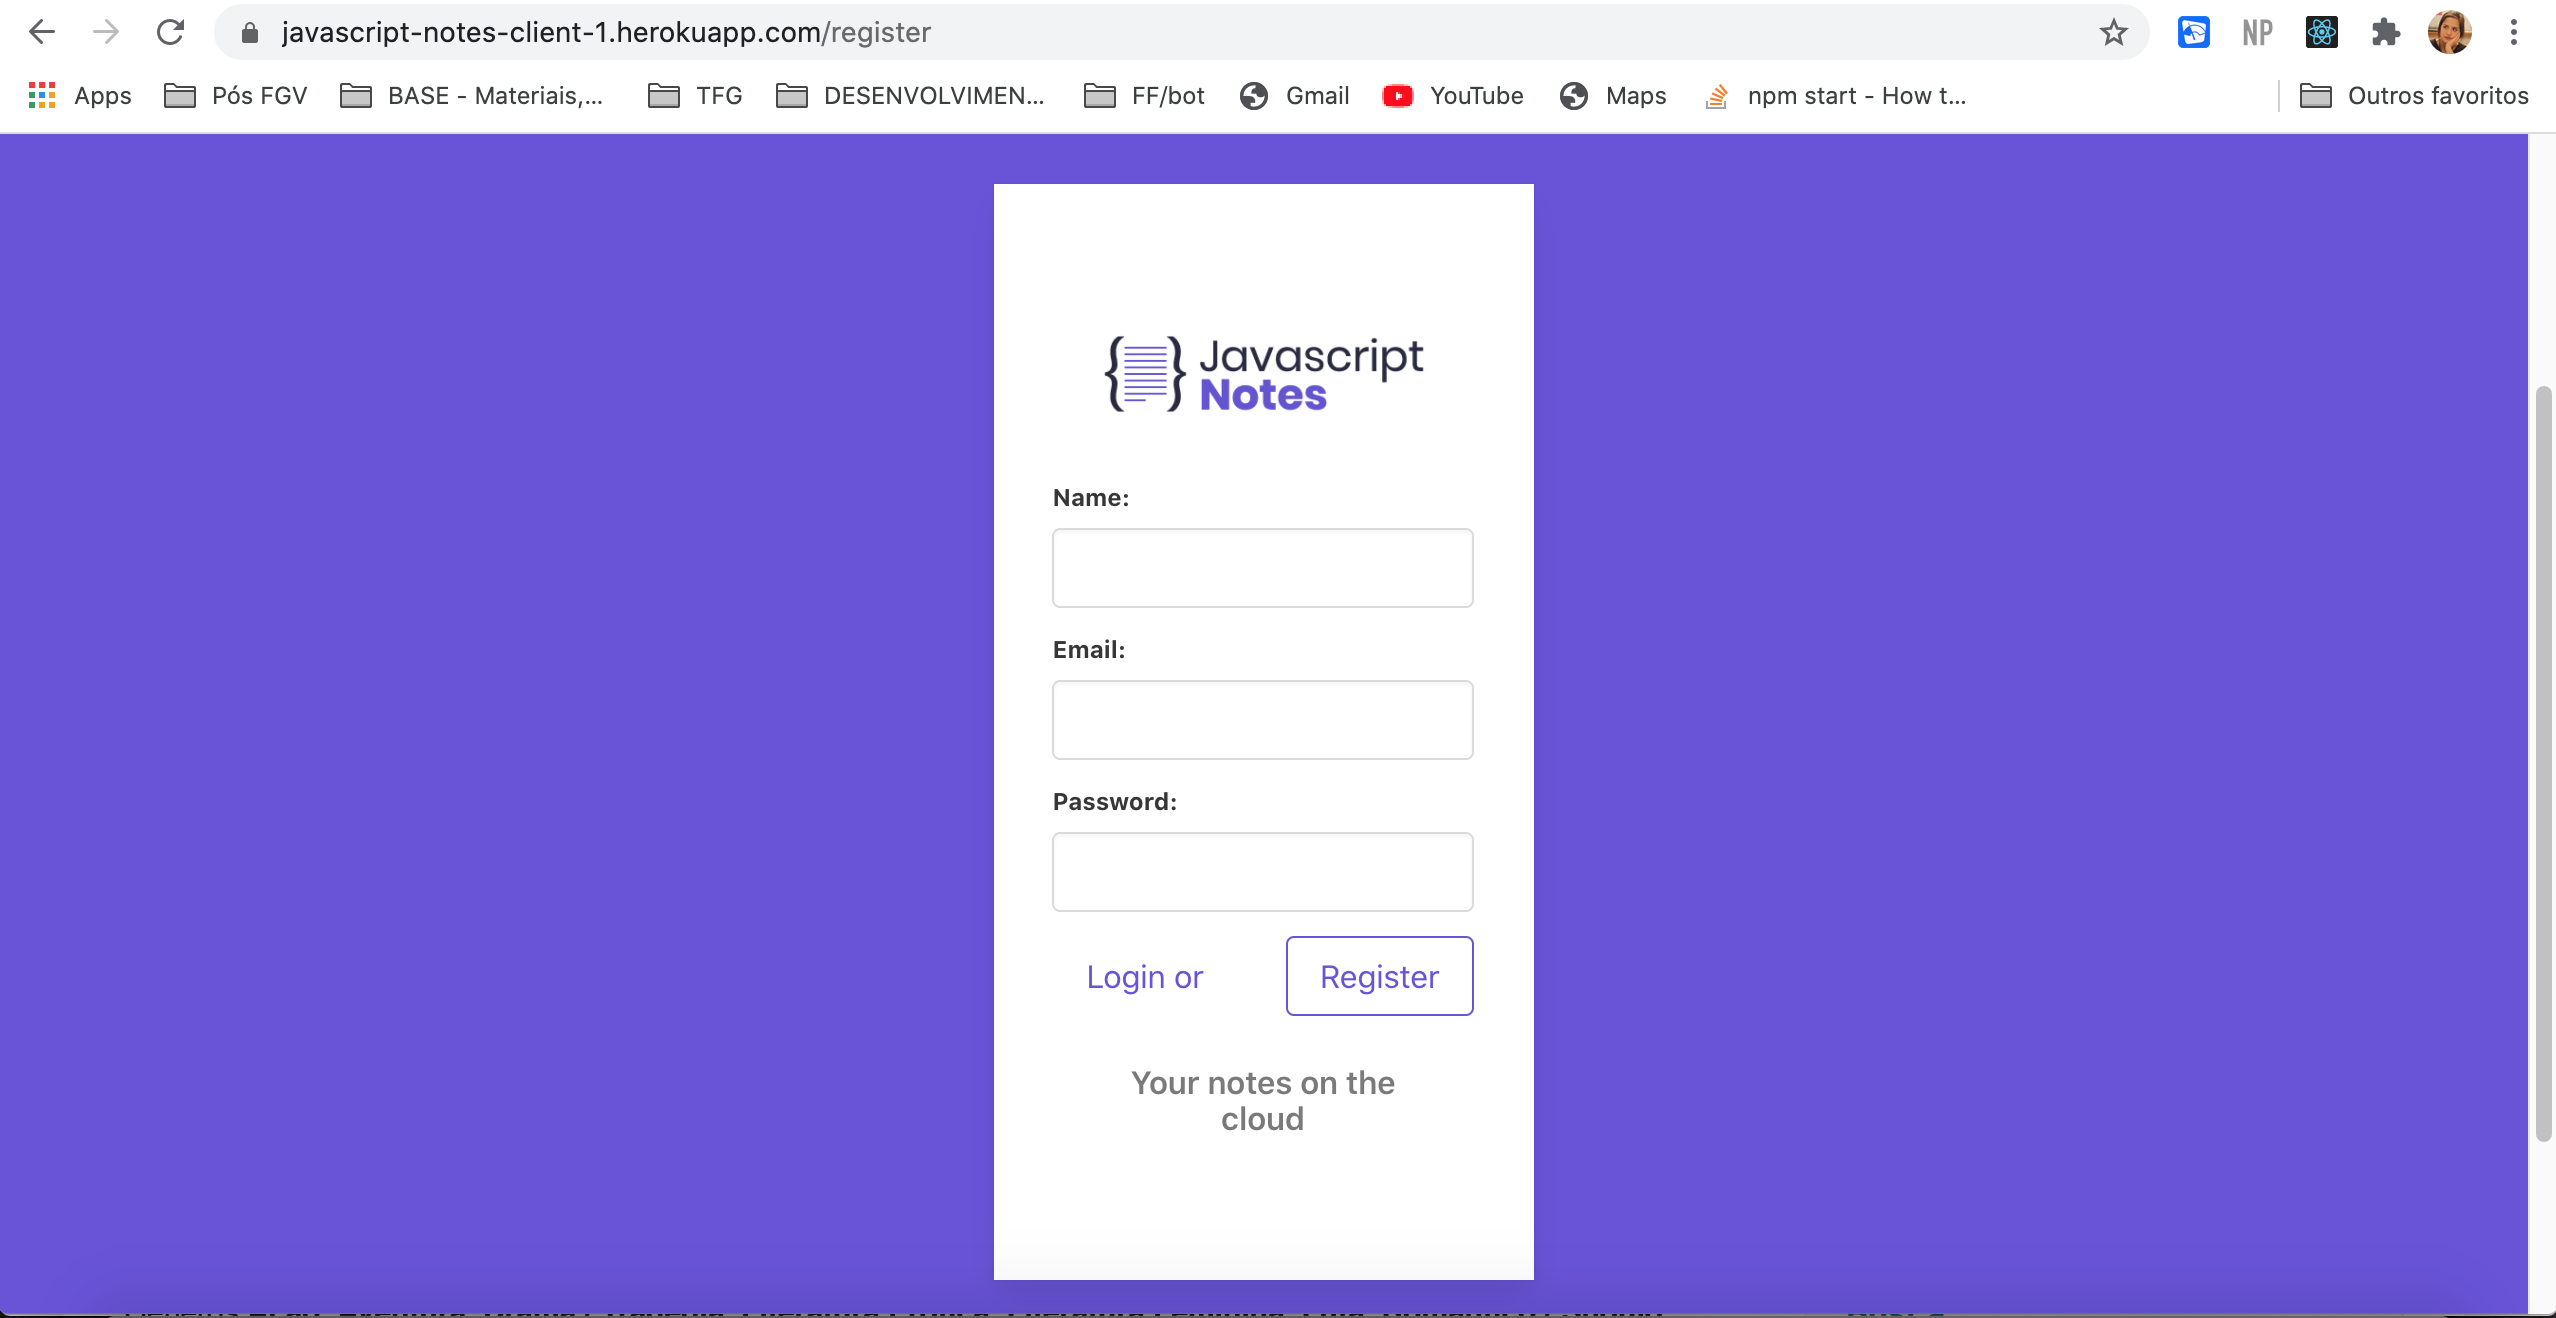 javascript-notes-client-1.herokuapp.com/register
NP
Apps Pós FGV BASE - Materiais,... TFG DESENVOLVIMEN... FF/bot Gmail YouTube Maps npm start - How t... Outros favoritos
Javascript
Notes
Name:
Email:
Password:
Login or Register
Your notes on the
cloud